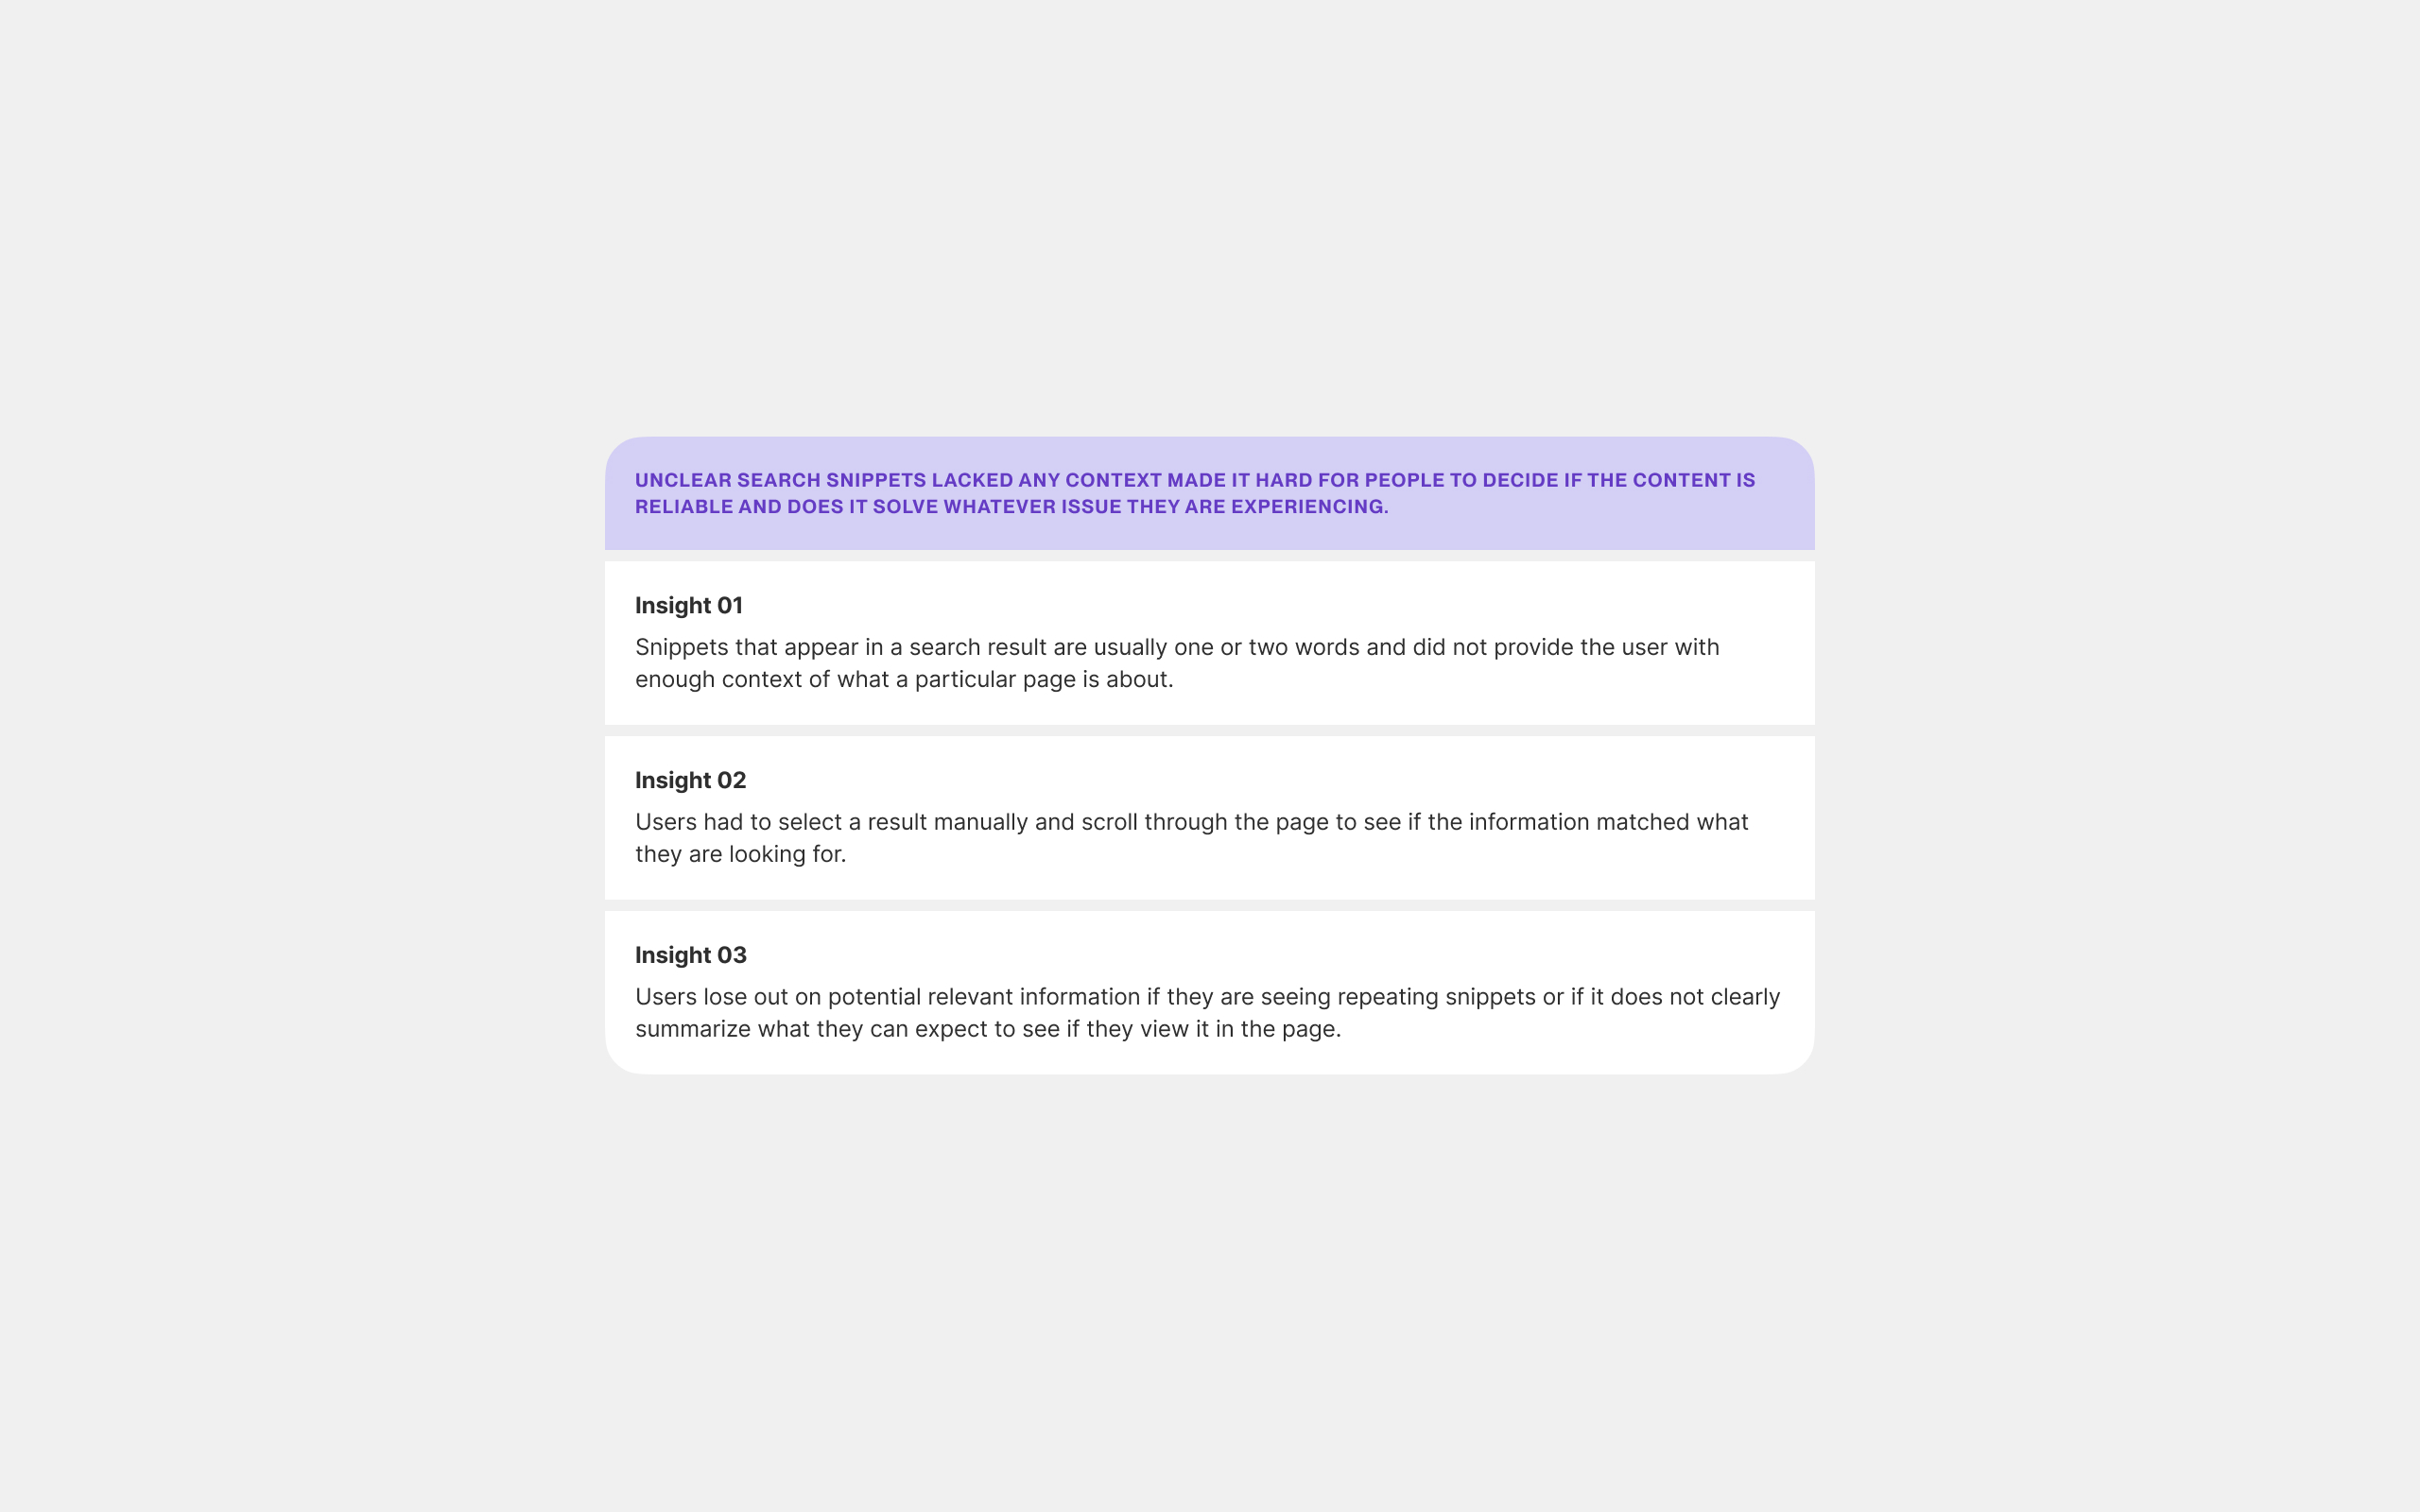 UNCLEAR SEARCH SNIPPETS LACKED ANY CONTEXT MADE IT HARD FOR PEOPLE TO DECIDE IF THE CONTENT IS
RELIABLE AND DOES IT SOLVE WHATEVER ISSUE THEY ARE EXPERIENCING.
Insight 01
Snippets that appear in a search result are usually one or two words and did not provide the user with
enough context of what a particular page is about.
Insight 02
Users had to select a result manually and scroll through the page to see if the information matched what
they are looking for.
Insight 03
Users lose out on potential relevant information if they are seeing repeating snippets or if it does not clearly
summarize what they can expect to see if they view it in the page.